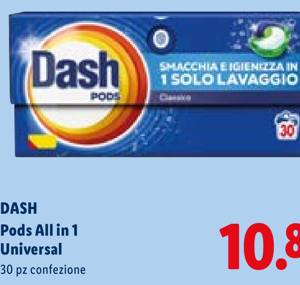 Dash
PODS
SMACCHIA E IGIENIZZA IN
1 SOLO LAVAGGIO
Classico
30
DASH
Pods All in 1
Universal
30 pz confezione
10.8